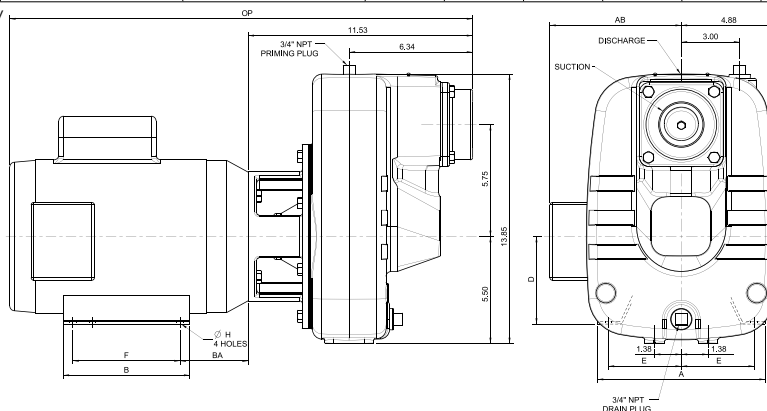 OP
AB
4.88
11.53
3/4" NPT
PRIMING PLUG
6.34
DISCHARGE
3.00
SUCTION
5.75
13.85
5.50
D
Ø H
4 HOLES
F
BA
B
1.38
1.38
E
E
A
3/4" NPT
DRAIN PLUG